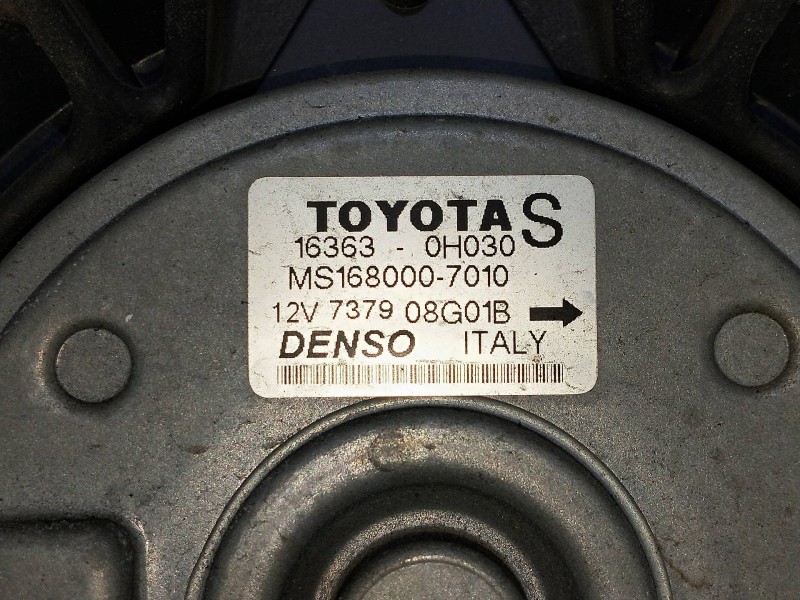 TOYOTA S
16363 - 0H030
MS168000-7010
12V 7379 08G01B
DENSO ITALY